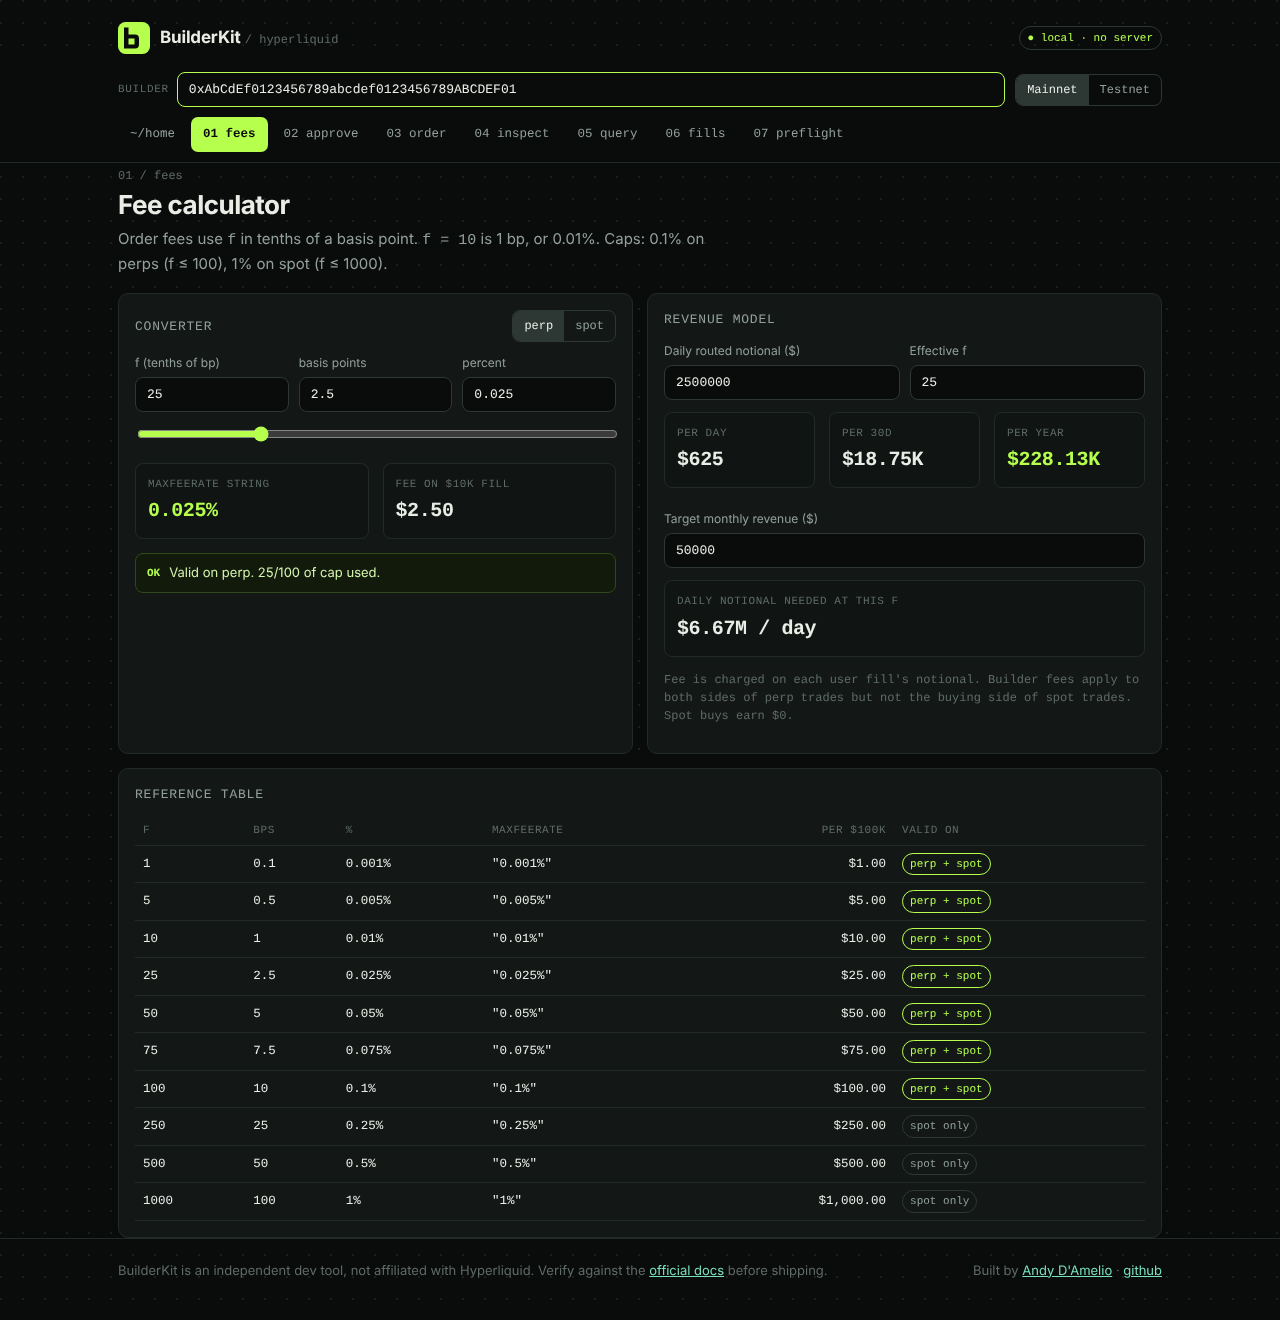 BuilderKit / hyperliquid
● local · no server
BUILDER 0xAbCdEf0123456789abcdef0123456789ABCDEF01 Mainnet Testnet
~/home 01 fees 02 approve 03 order 04 inspect 05 query 06 fills 07 preflight
01 / fees
Fee calculator
Order fees use f in tenths of a basis point. f = 10 is 1 bp, or 0.01%. Caps: 0.1% on
perps (f ≤ 100), 1% on spot (f ≤ 1000).
CONVERTER perp spot
f (tenths of bp) basis points percent
25 2.5 0.025
MAXFEERATE STRING FEE ON $10K FILL
0.025% $2.50
OK Valid on perp. 25/100 of cap used.
REVENUE MODEL
Daily routed notional ($) Effective f
2500000 25
PER DAY PER 30D PER YEAR
$625 $18.75K $228.13K
Target monthly revenue ($)
50000
DAILY NOTIONAL NEEDED AT THIS F
$6.67M / day
Fee is charged on each user fill's notional. Builder fees apply to
both sides of perp trades but not the buying side of spot trades.
Spot buys earn $0.
REFERENCE TABLE
F BPS % MAXFEERATE PER $100K VALID ON
1 0.1 0.001% "0.001%" $1.00 perp + spot
5 0.5 0.005% "0.005%" $5.00 perp + spot
10 1 0.01% "0.01%" $10.00 perp + spot
25 2.5 0.025% "0.025%" $25.00 perp + spot
50 5 0.05% "0.05%" $50.00 perp + spot
75 7.5 0.075% "0.075%" $75.00 perp + spot
100 10 0.1% "0.1%" $100.00 perp + spot
250 25 0.25% "0.25%" $250.00 spot only
500 50 0.5% "0.5%" $500.00 spot only
1000 100 1% "1%" $1,000.00 spot only
BuilderKit is an independent dev tool, not affiliated with Hyperliquid. Verify against the official docs before shipping. Built by Andy D'Amelio · github